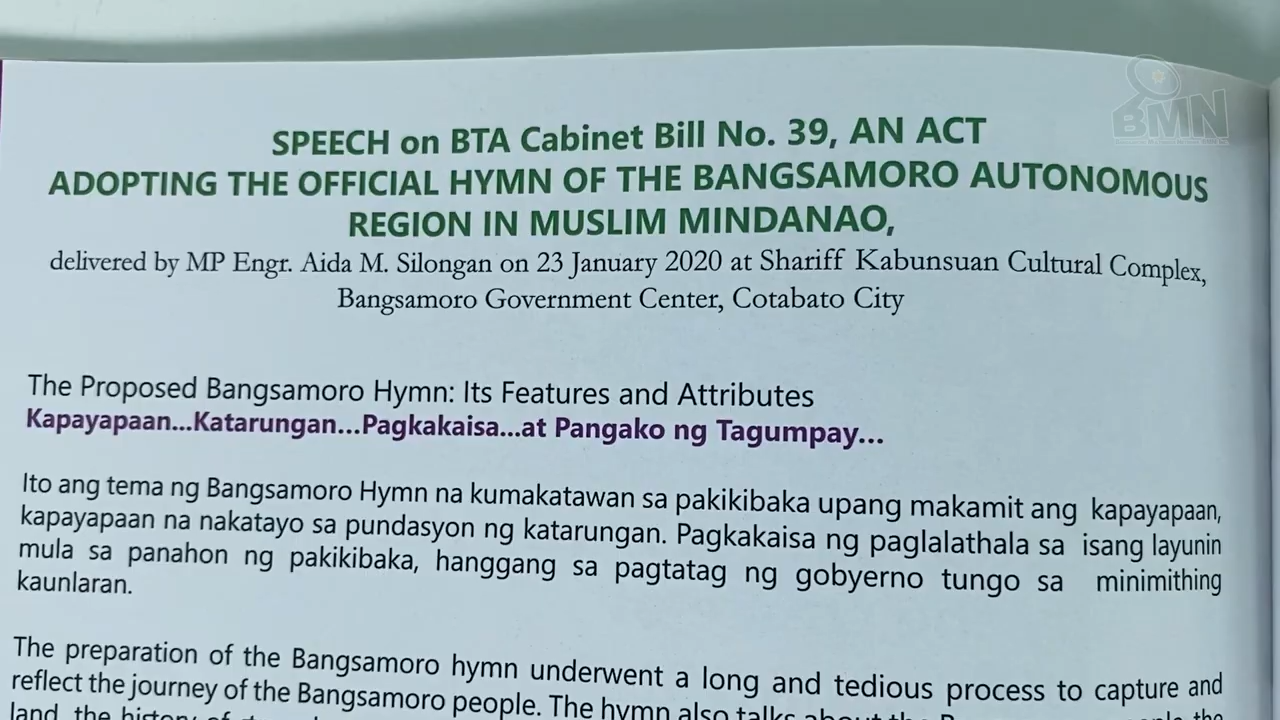 BMN
SPEECH on BTA Cabinet Bill No. 39, AN ACT
ADOPTING THE OFFICIAL HYMN OF THE BANGSAMORO AUTONOMOUS
REGION IN MUSLIM MINDANAO,
delivered by MP Engr. Aida M. Silongan on 23 January 2020 at Shariff Kabunsuan Cultural Complex,
Bangsamoro Government Center, Cotabato City
The Proposed Bangsamoro Hymn: Its Features and Attributes
Kapayapaan...Katarungan...Pagkakaisa...at Pangako ng Tagumpay...
Ito ang tema ng Bangsamoro Hymn na kumakatawan sa pakikibaka upang makamit ang kapayapaan,
kapayapaan na nakatayo sa pundasyon ng katarungan. Pagkakaisa ng paglalathala sa isang layunin
mula sa panahon ng pakikibaka, hanggang sa pagtatag ng gobyerno tungo sa minimithing
kaunlaran.
The preparation of the Bangsamoro hymn underwent a long and tedious process to capture and
reflect the journey of the Bangsamoro people. The hymn also talks about the
land, the history of